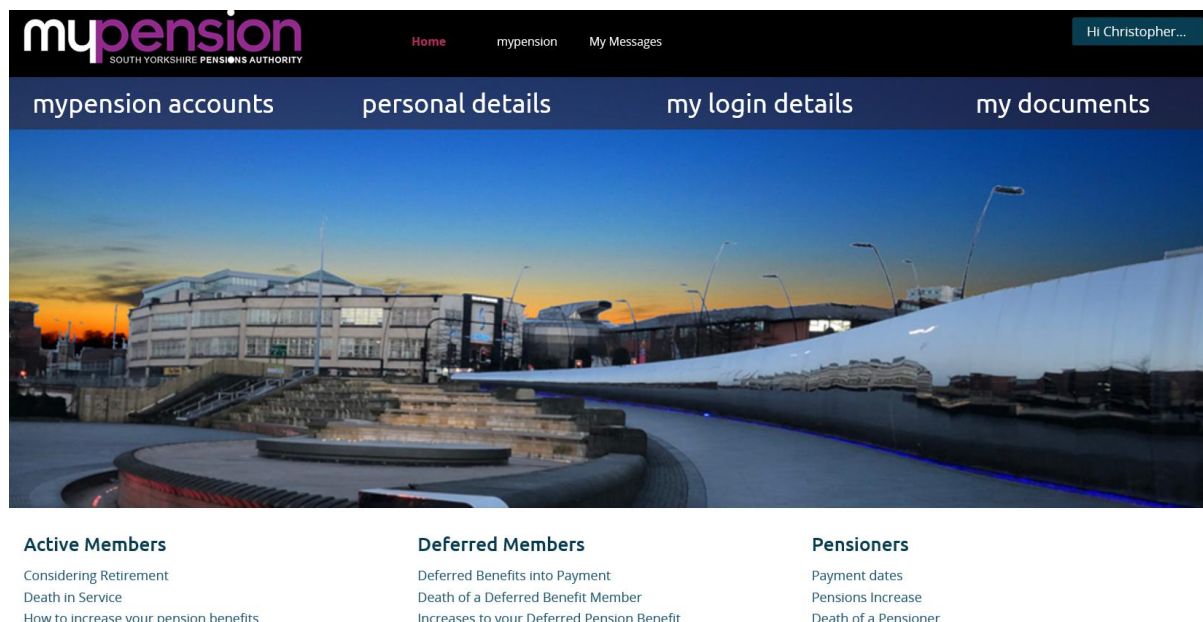 mypension
SOUTH YORKSHIRE PENSIONS AUTHORITY
Home mypension My Messages
Hi Christopher...
mypension accounts personal details my login details my documents
Active Members
Considering Retirement
Death in Service
How to increase your pension benefits
Deferred Members
Deferred Benefits into Payment
Death of a Deferred Benefit Member
Increases to your Deferred Pension Benefit
Pensioners
Payment dates
Pensions Increase
Death of a Pensioner